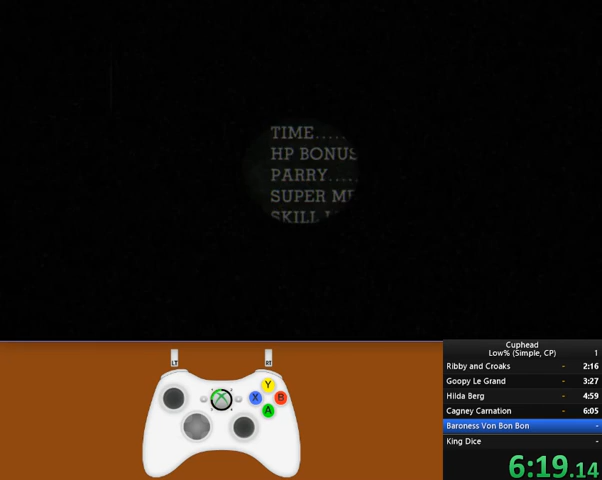 TIME.....
HP BONUS
PARRY.....
SUPER ME
SKILL
LT
RT
Y
X
B
A
Cuphead
Low% (Simple, CP) 1
Ribby and Croaks - 2:16
Goopy Le Grand - 3:27
Hilda Berg - 4:59
Cagney Carnation - 6:05
Baroness Von Bon Bon -
King Dice -
6:19.14